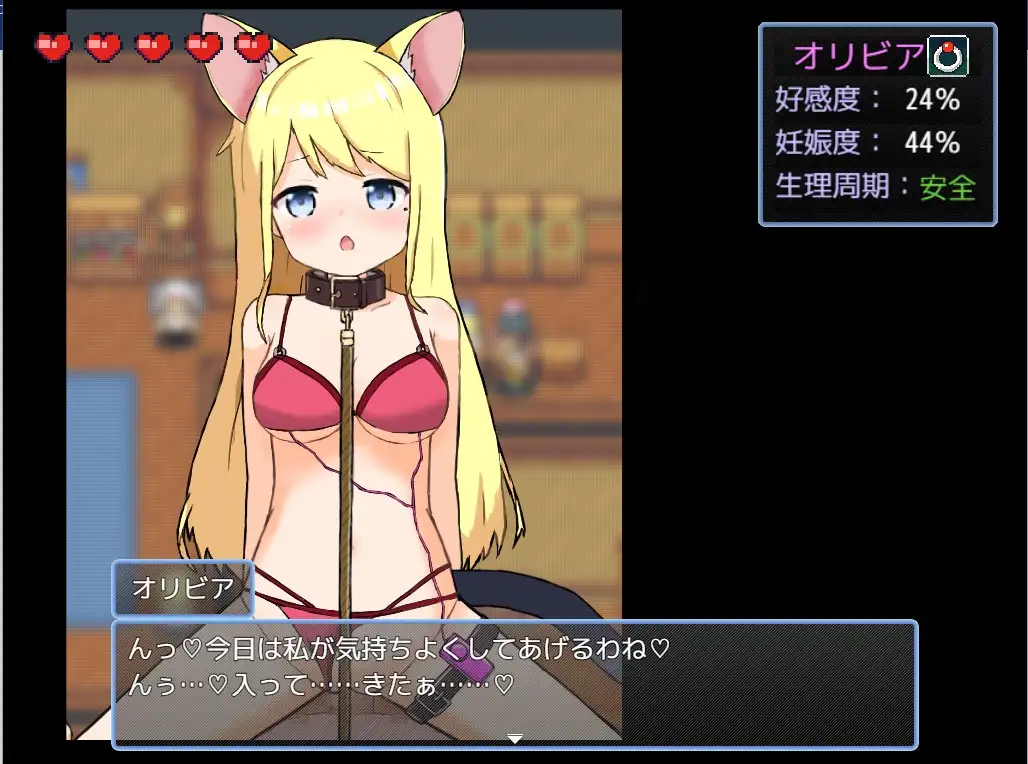 オリビア
好感度： 24%
妊娠度： 44%
生理周期：安全
オリビア
んっ♡今日は私が気持ちよくしてあげるわね♡
んぅ…♡入って……きたぁ……♡